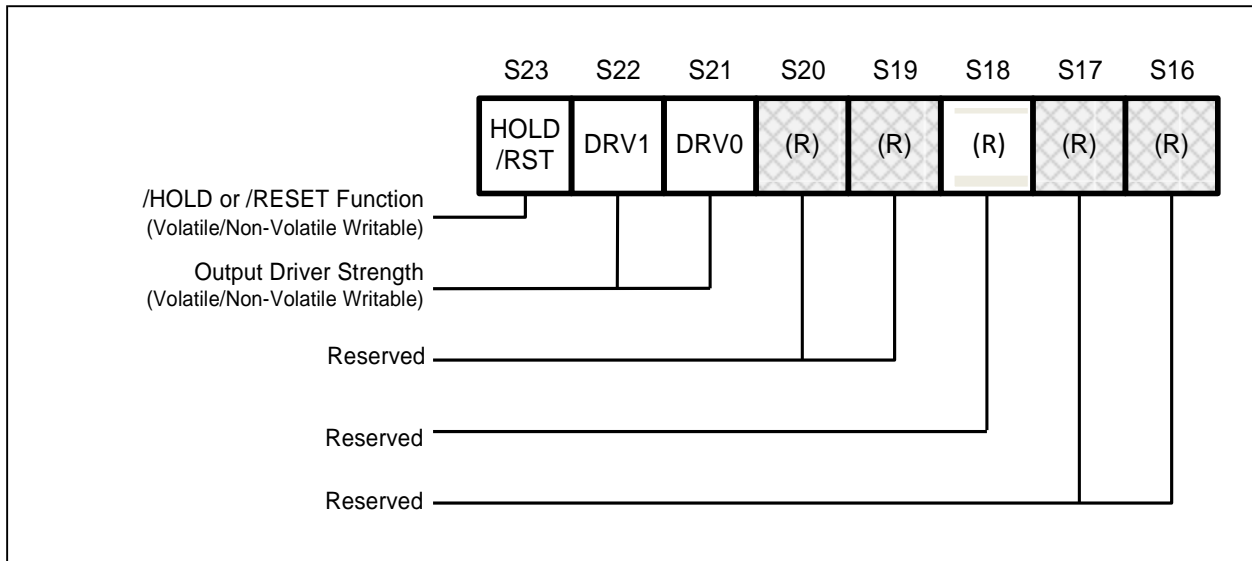 S23 S22 S21 S20 S19 S18 S17 S16
HOLD /RST DRV1 DRV0 (R) (R) (R) (R) (R)
/HOLD or /RESET Function
(Volatile/Non-Volatile Writable)
Output Driver Strength
(Volatile/Non-Volatile Writable)
Reserved
Reserved
Reserved